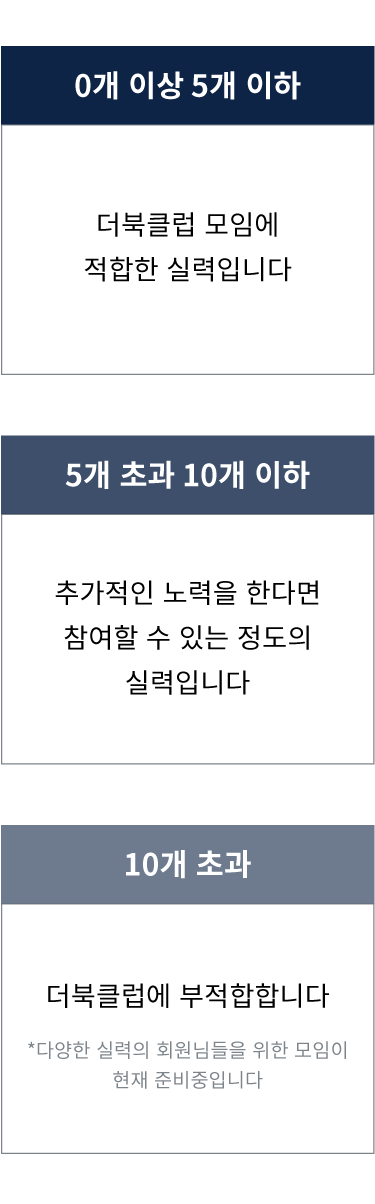 0개 이상 5개 이하
더북클럽 모임에
적합한 실력입니다
5개 초과 10개 이하
추가적인 노력을 한다면
참여할 수 있는 정도의
실력입니다
10개 초과
더북클럽에 부적합합니다
*다양한 실력의 회원님들을 위한 모임이
현재 준비중입니다